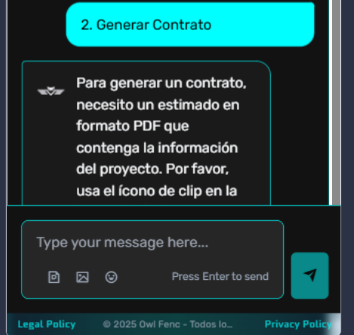 2. Generar Contrato
Para generar un contrato,
necesito un estimado en
formato PDF que
contenga la información
del proyecto. Por favor,
usa el ícono de clip en la
Type your message here...
Press Enter to send
Legal Policy © 2025 Owl Fenc - Todos lo... Privacy Policy